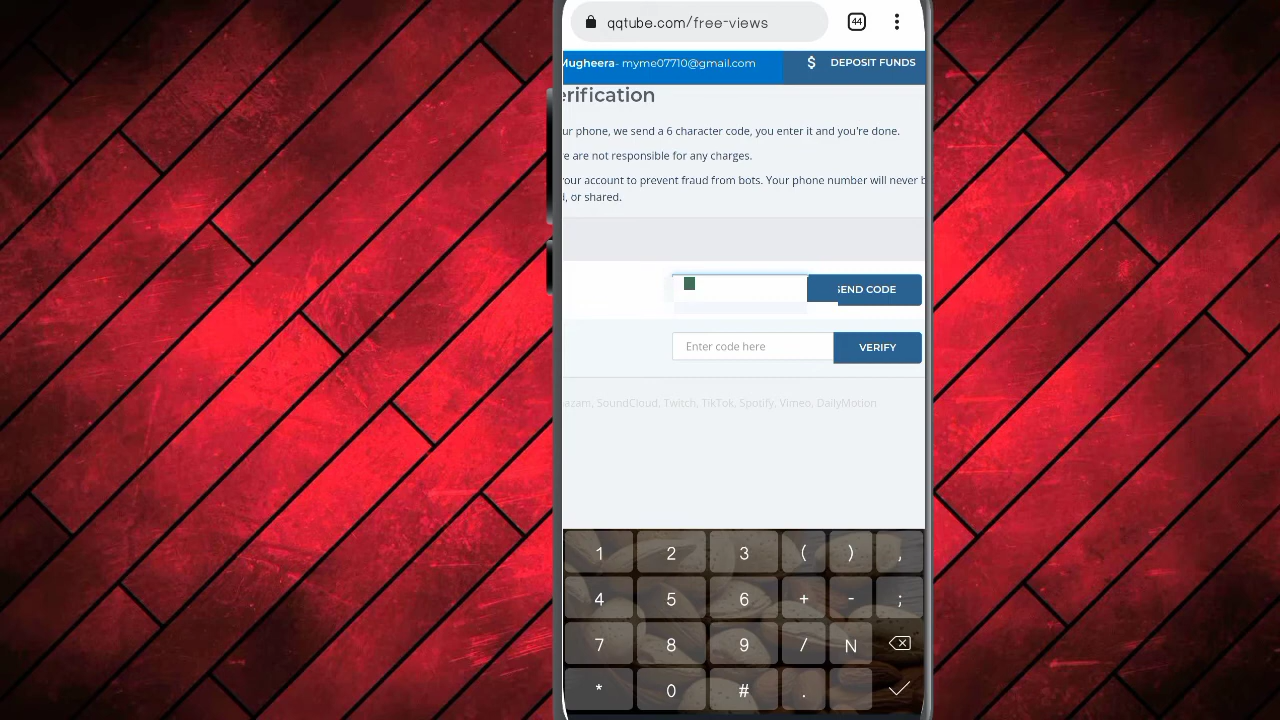 qqtube.com/free-views
44
Mugheera- myme07710@gmail.com
$ DEPOSIT FUNDS
erification
ur phone, we send a 6 character code, you enter it and you're done.
e are not responsible for any charges.
your account to prevent fraud from bots. Your phone number will never b
, or shared.
SEND CODE
Enter code here
VERIFY
azam, SoundCloud, Twitch, TikTok, Spotify, Vimeo, DailyMotion
1 2 3 ( ) ,
4 5 6 + - ;
7 8 9 / N
* 0 # .